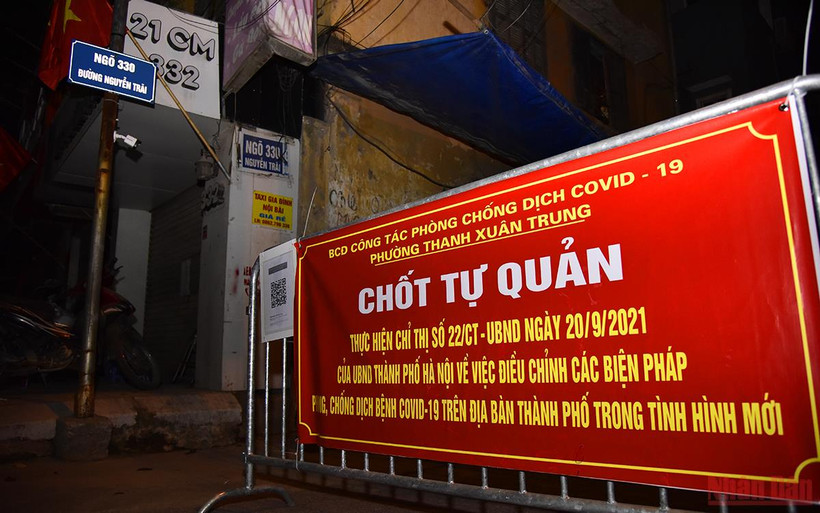 21 CM
332
NGÕ 330
ĐƯỜNG NGUYỄN TRÃI
NGÕ 330
NGUYỄN TRÃI
TAXI GIA ĐÌNH
NỘI BÀI
GIÁ RẺ
332
BCĐ CÔNG TÁC PHÒNG CHỐNG DỊCH COVID - 19
PHƯỜNG THANH XUÂN TRUNG
CHỐT TỰ QUẢN
THỰC HIỆN CHỈ THỊ SỐ 22/CT - UBND NGÀY 20/9/2021
CỦA UBND THÀNH PHỐ HÀ NỘI VỀ VIỆC ĐIỀU CHỈNH CÁC BIỆN PHÁP
CHỐNG DỊCH BỆNH COVID-19 TRÊN ĐỊA BÀN THÀNH PHỐ TRONG TÌNH HÌNH MỚI
NhânDân